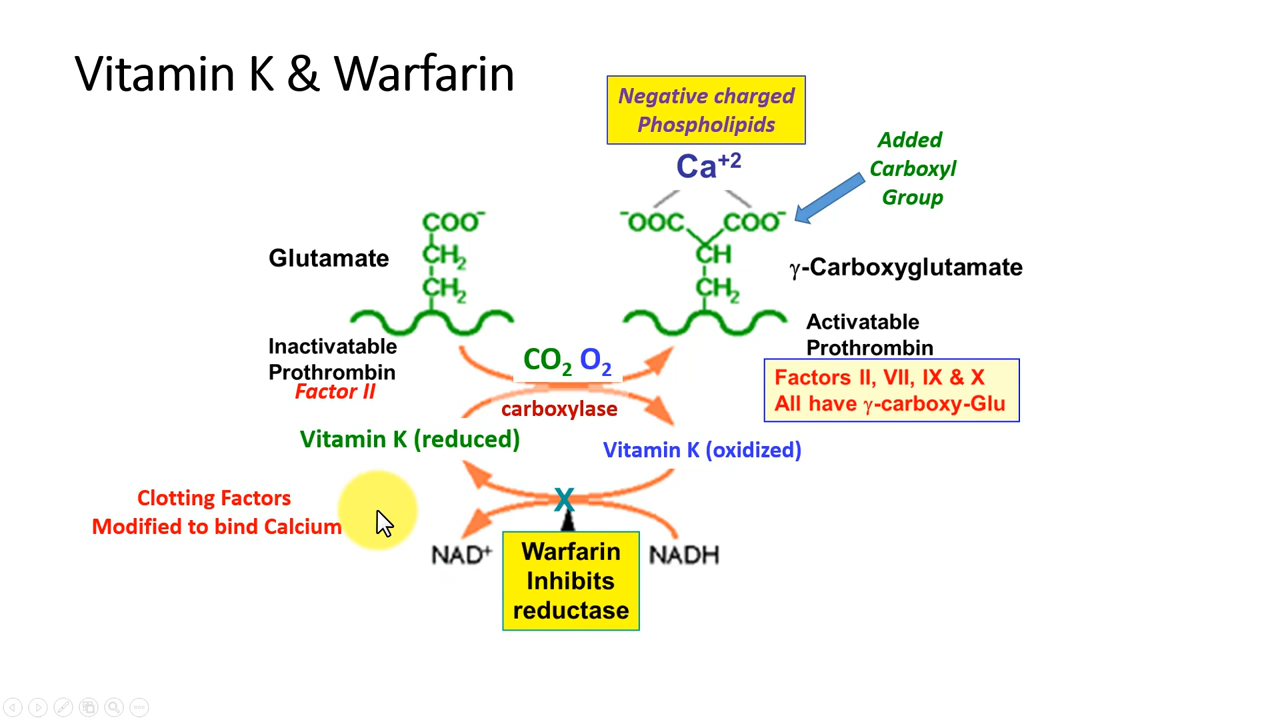 Vitamin K & Warfarin
Negative charged
Phospholipids
Ca+2
Added
Carboxyl
Group
COO⁻
CH₂
CH₂
Glutamate
⁻OOC COO⁻
CH
CH₂
γ-Carboxyglutamate
Inactivatable
Prothrombin
Factor II
Activatable
Prothrombin
CO₂ O₂
carboxylase
Factors II, VII, IX & X
All have γ-carboxy-Glu
Vitamin K (reduced)
Vitamin K (oxidized)
Clotting Factors
Modified to bind Calcium
X
NAD⁺
NADH
Warfarin
Inhibits
reductase